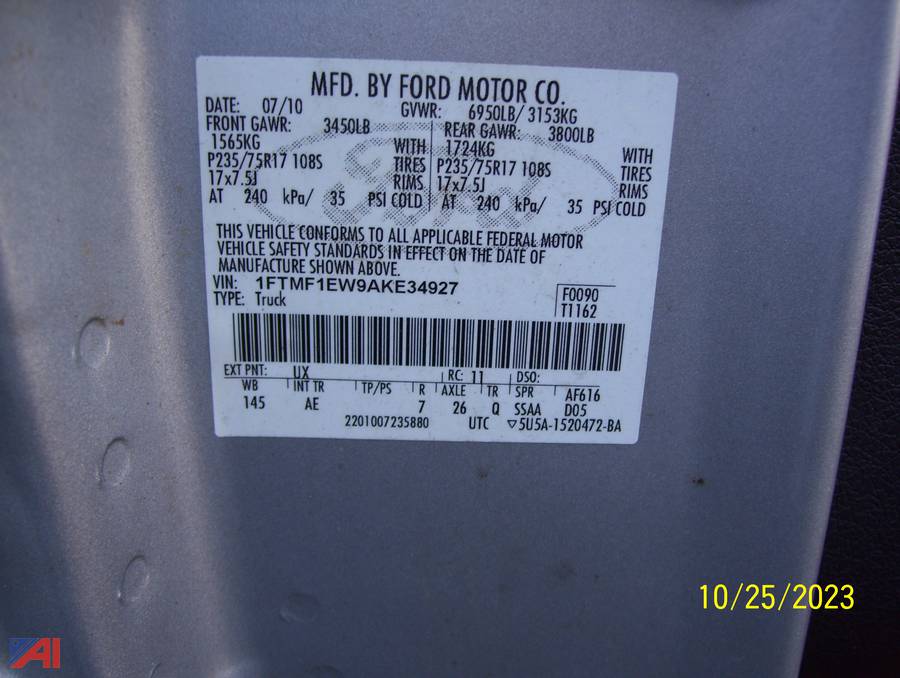 MFD. BY FORD MOTOR CO.
DATE: 07/10 GVWR: 6950LB/ 3153KG
FRONT GAWR: 3450LB REAR GAWR: 3800LB
1565KG WITH 1724KG WITH
P235/75R17 108S TIRES P235/75R17 108S TIRES
17x7.5J RIMS 17x7.5J RIMS
AT 240 kPa/ 35 PSI COLD AT 240 kPa/ 35 PSI COLD
Ford
THIS VEHICLE CONFORMS TO ALL APPLICABLE FEDERAL MOTOR
VEHICLE SAFETY STANDARDS IN EFFECT ON THE DATE OF
MANUFACTURE SHOWN ABOVE.
VIN: 1FTMF1EW9AKE34927 F0090
TYPE: Truck T1162
EXT PNT: UX RC: 11 DSO:
WB INT TR TP/PS R AXLE TR SPR AF616
145 AE 7 26 Q SSAA D05
2201007235880 UTC ▽5U5A-1520472-BA
10/25/2023
AI